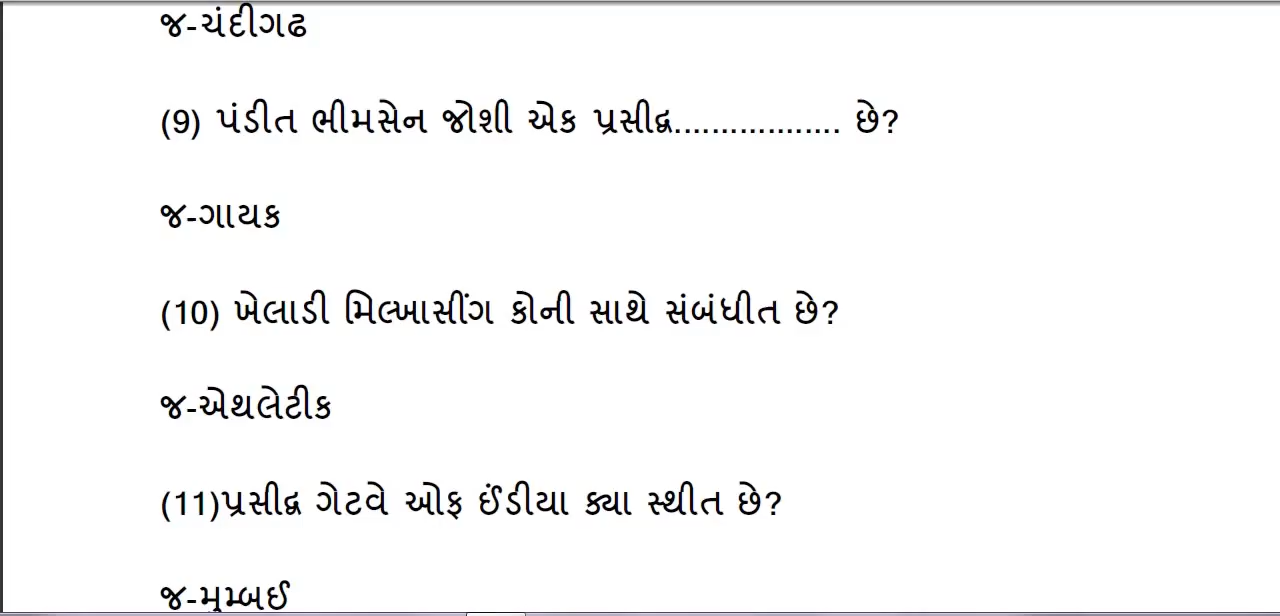 જ-ચંદીગઢ
(9) પંડીત ભીમસેન જોશી એક પ્રસીદ્વ.................. છે?
જ-ગાયક
(10) ખેલાડી મિલ્ખાસીંગ કોની સાથે સંબંધીત છે?
જ-એથલેટીક
(11)પ્રસીદ્વ ગેટવે ઓફ ઈંડીયા ક્યા સ્થીત છે?
જ-મુમ્બઈ